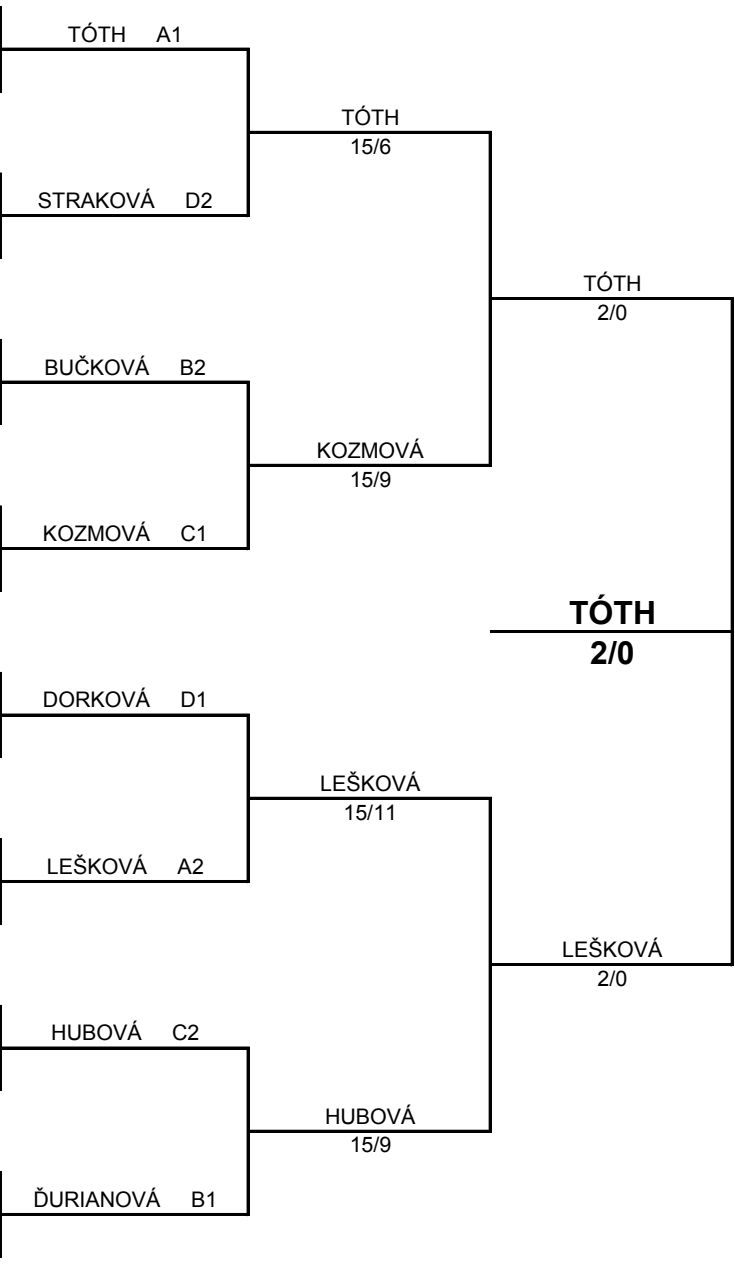 TÓTH A1
TÓTH
15/6
STRAKOVÁ D2
TÓTH
2/0
BUČKOVÁ B2
KOZMOVÁ
15/9
KOZMOVÁ C1
TÓTH
2/0
DORKOVÁ D1
LEŠKOVÁ
15/11
LEŠKOVÁ A2
LEŠKOVÁ
2/0
HUBOVÁ C2
HUBOVÁ
15/9
ĎURIANOVÁ B1